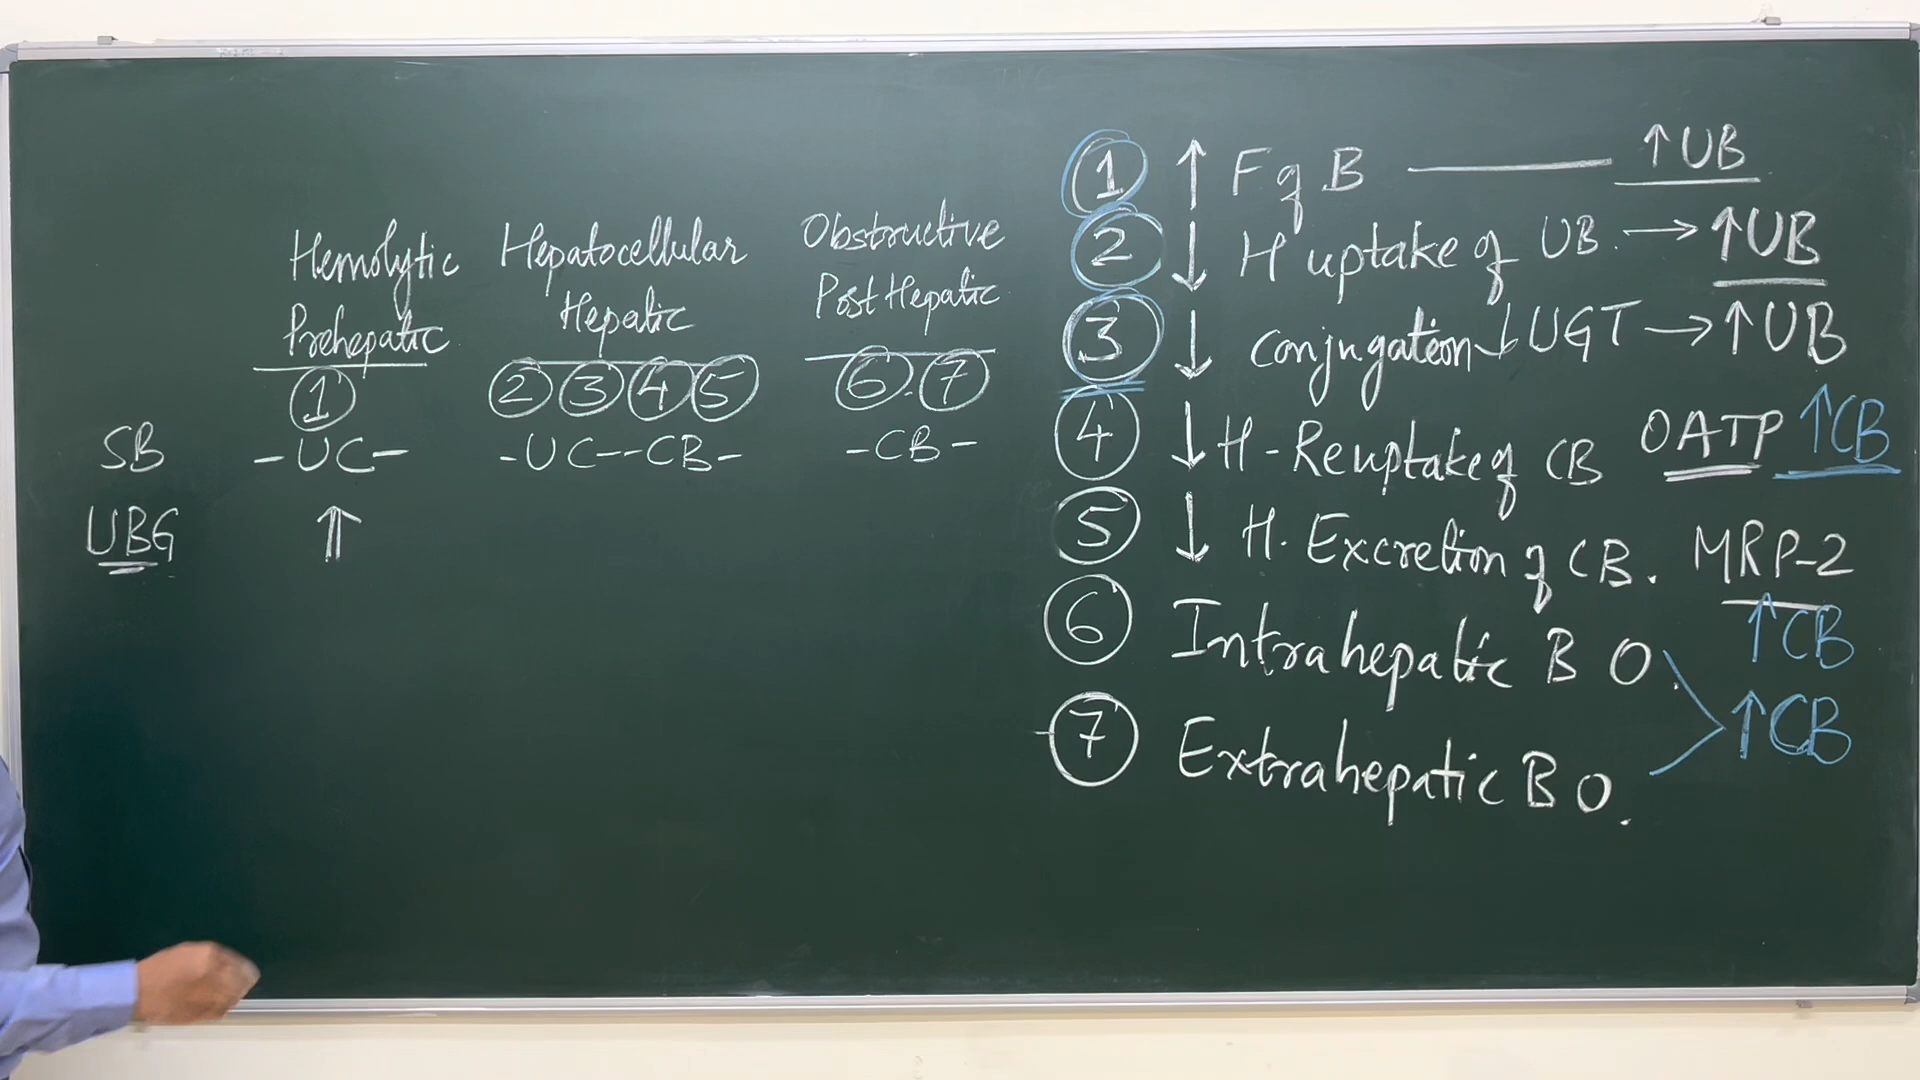 Hemolytic Hepatocellular Obstructive
Prehepatic Hepatic Post Hepatic
1 2 3 4 5 6 . 7
SB - UC - - UC - - CB - - CB -
UBG ⇑
1 ↑ F of B —— ↑ UB
2 ↓ H uptake of UB. → ↑UB
3 ↓ Conjugation ↓ UGT → ↑UB
4 ↓ H - Reuptake of CB OATP ↑CB
5 ↓ H. Excretion of CB. MRP-2
↑CB
6 Intrahepatic B O.
↑CB
7 Extrahepatic B O.